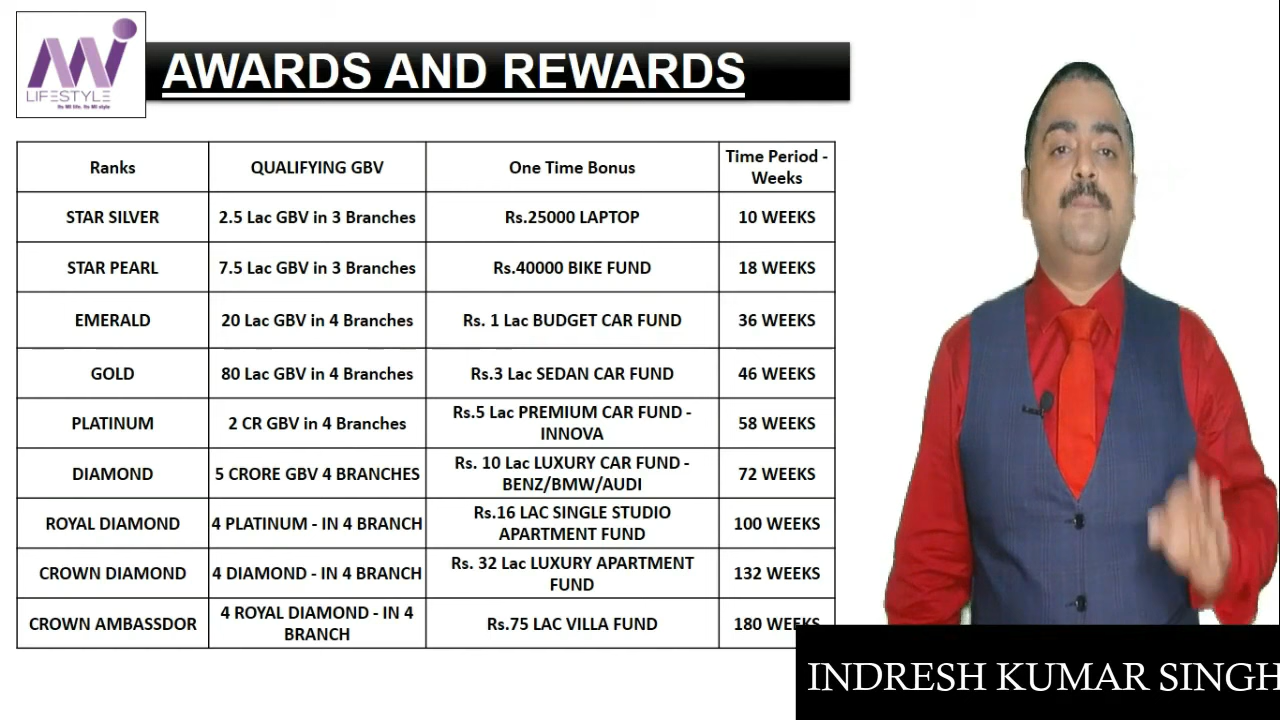 LIFESTYLE
Its Mi life, Its Mi style
AWARDS AND REWARDS
Ranks
QUALIFYING GBV
One Time Bonus
Time Period -
Weeks
STAR SILVER
2.5 Lac GBV in 3 Branches
Rs.25000 LAPTOP
10 WEEKS
STAR PEARL
7.5 Lac GBV in 3 Branches
Rs.40000 BIKE FUND
18 WEEKS
EMERALD
20 Lac GBV in 4 Branches
Rs. 1 Lac BUDGET CAR FUND
36 WEEKS
GOLD
80 Lac GBV in 4 Branches
Rs.3 Lac SEDAN CAR FUND
46 WEEKS
PLATINUM
2 CR GBV in 4 Branches
Rs.5 Lac PREMIUM CAR FUND -
INNOVA
58 WEEKS
DIAMOND
5 CRORE GBV 4 BRANCHES
Rs. 10 Lac LUXURY CAR FUND -
BENZ/BMW/AUDI
72 WEEKS
ROYAL DIAMOND
4 PLATINUM - IN 4 BRANCH
Rs.16 LAC SINGLE STUDIO
APARTMENT FUND
100 WEEKS
CROWN DIAMOND
4 DIAMOND - IN 4 BRANCH
Rs. 32 Lac LUXURY APARTMENT
FUND
132 WEEKS
CROWN AMBASSDOR
4 ROYAL DIAMOND - IN 4
BRANCH
Rs.75 LAC VILLA FUND
180 WEEKS
INDRESH KUMAR SINGH